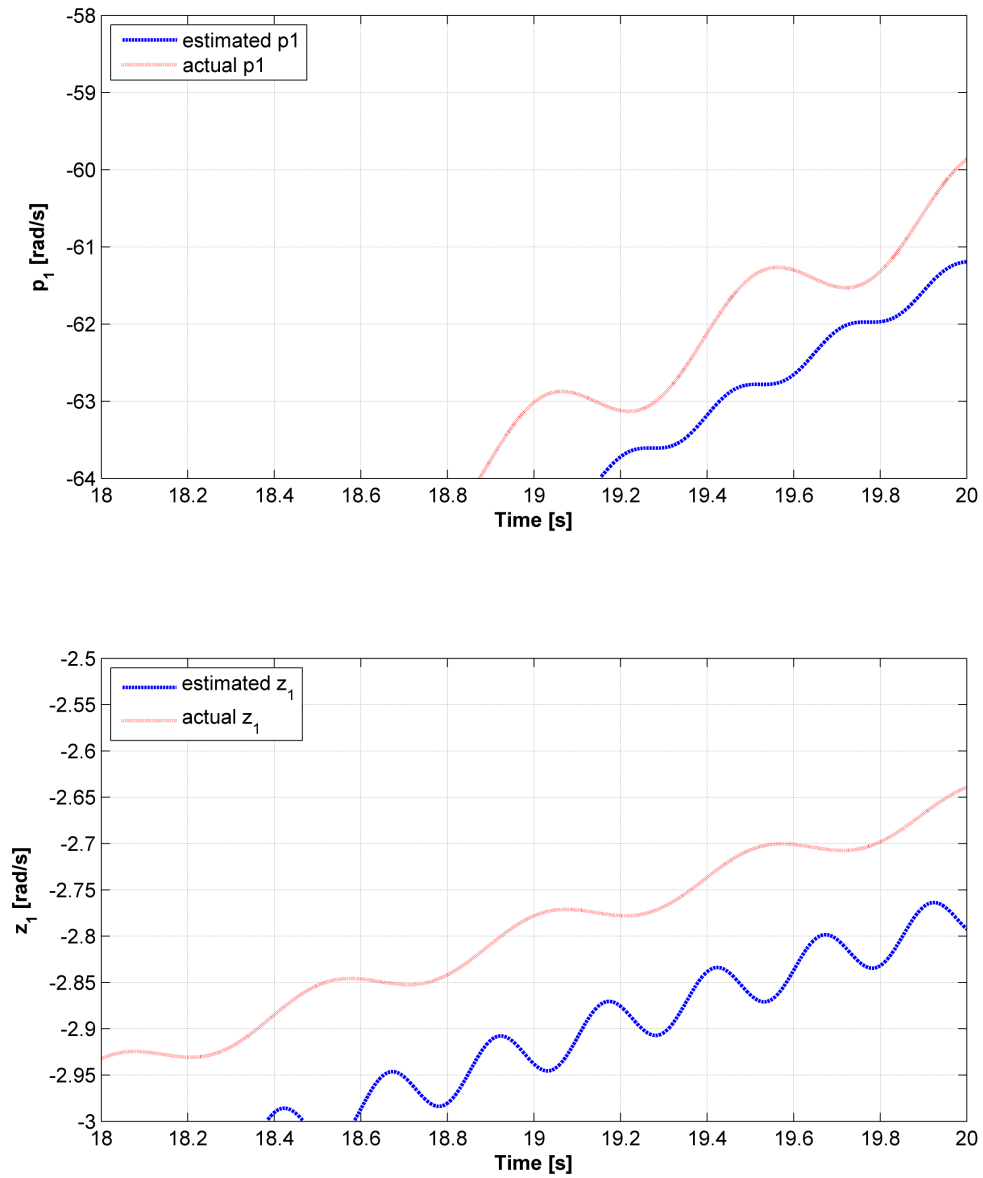 -58
estimated p1
actual p1
-59
-60
-61
-62
-63
-64
p1 [rad/s]
18 18.2 18.4 18.6 18.8 19 19.2 19.4 19.6 19.8 20
Time [s]
-2.5
estimated z1
actual z1
-2.55
-2.6
-2.65
-2.7
-2.75
-2.8
-2.85
-2.9
-2.95
-3
z1 [rad/s]
18 18.2 18.4 18.6 18.8 19 19.2 19.4 19.6 19.8 20
Time [s]